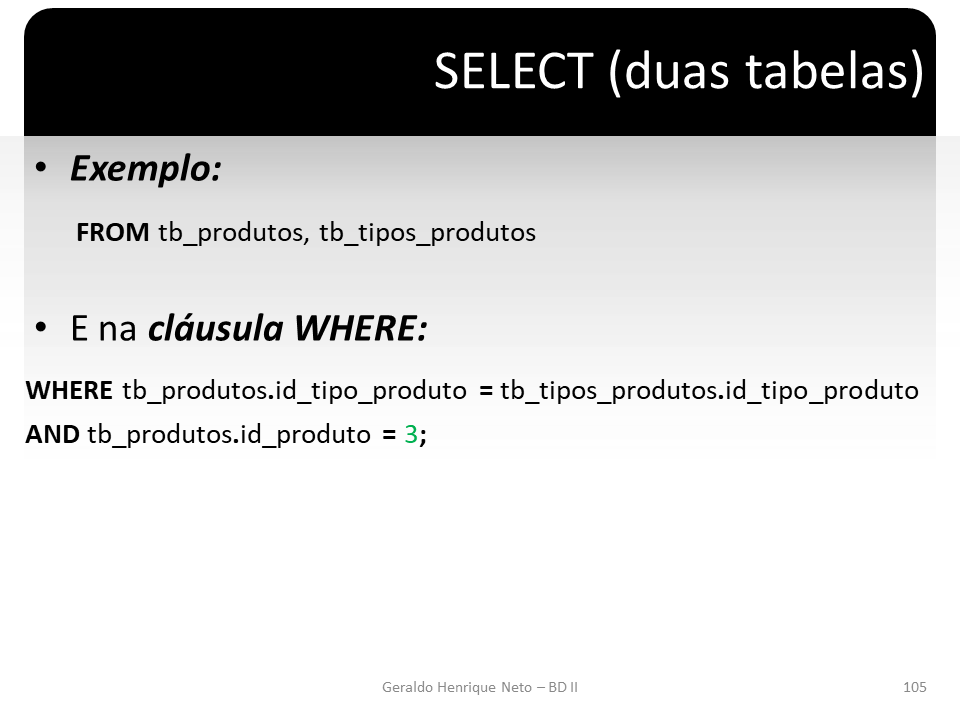 SELECT (duas tabelas)
• Exemplo:
FROM tb_produtos, tb_tipos_produtos
• E na cláusula WHERE:
WHERE tb_produtos.id_tipo_produto = tb_tipos_produtos.id_tipo_produto
AND tb_produtos.id_produto = 3;
Geraldo Henrique Neto – BD II
105